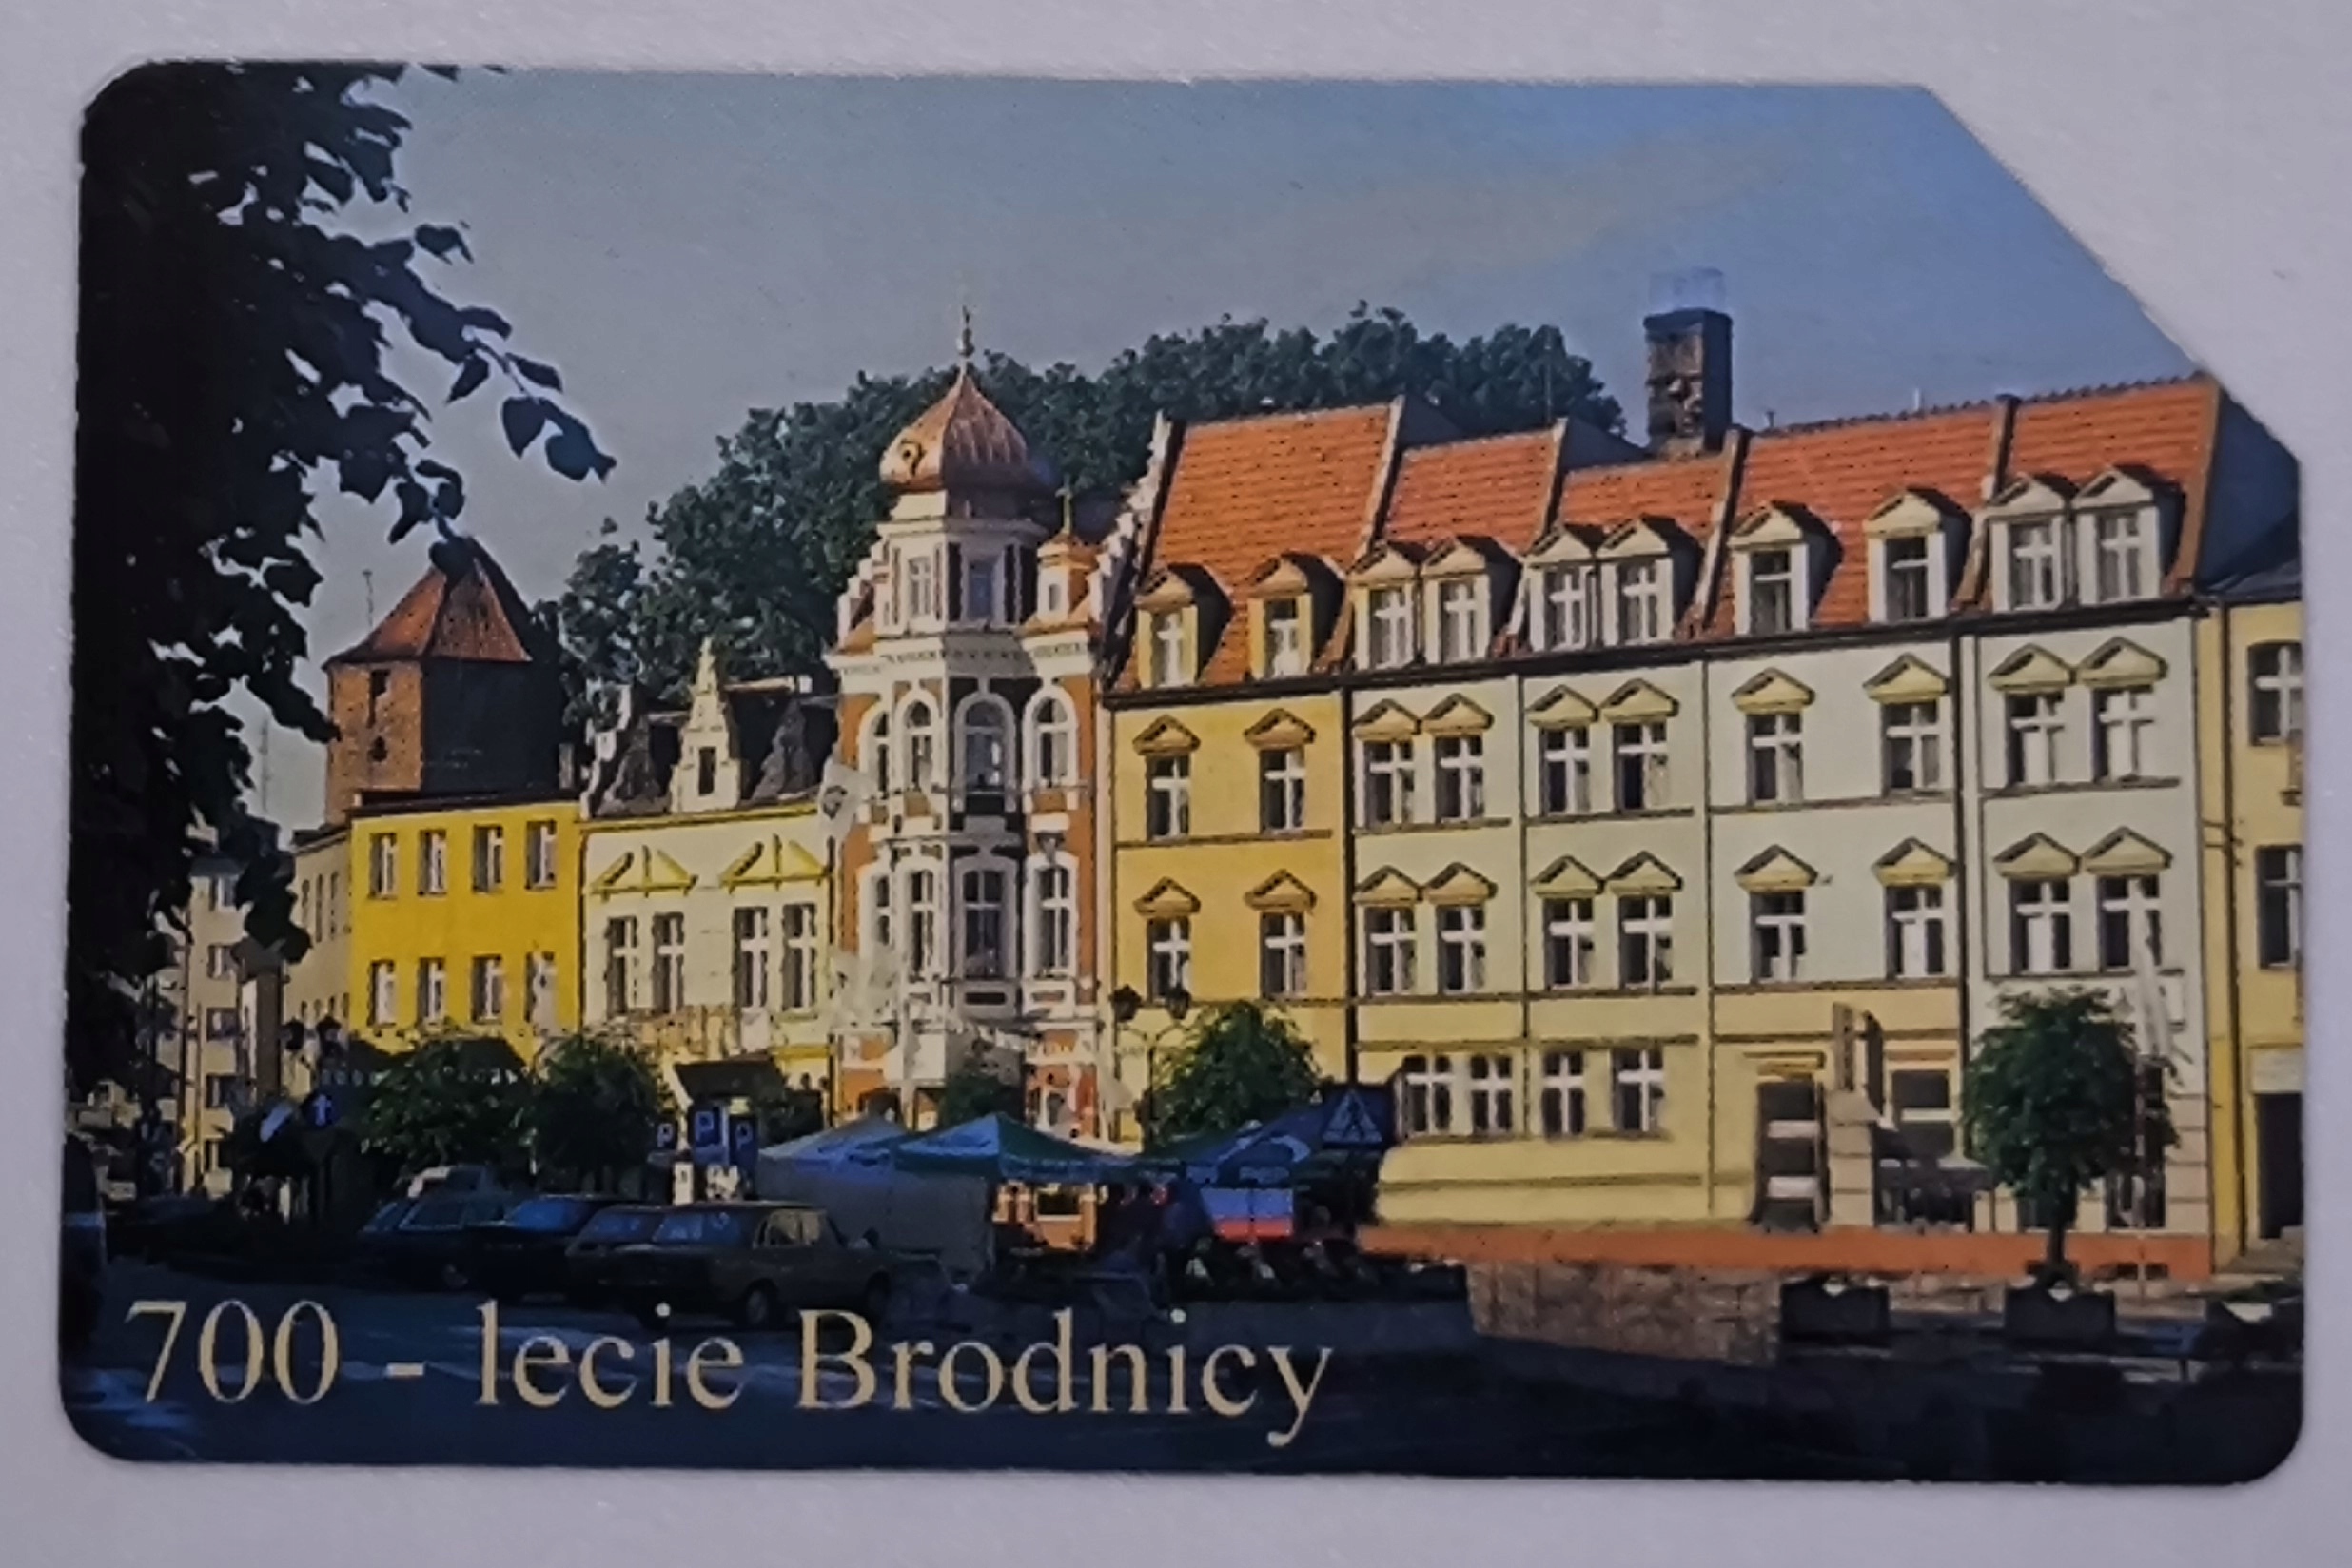 700 - lecie Brodnicy